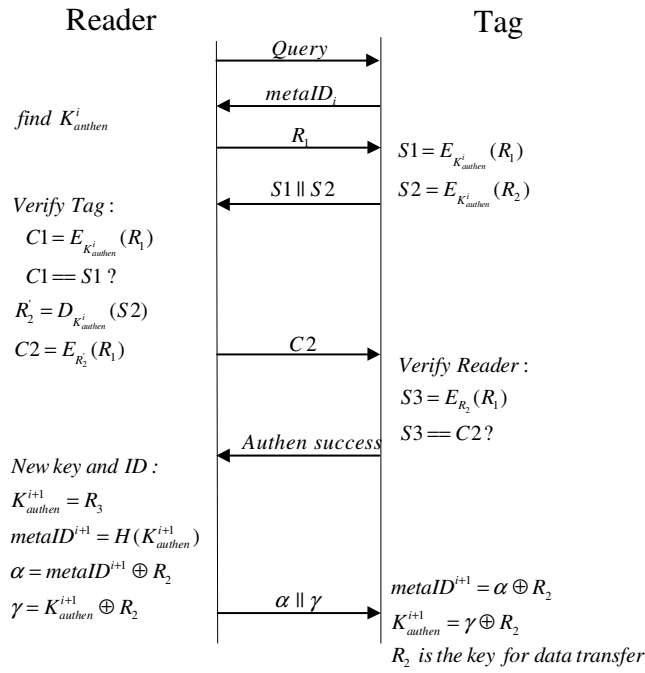 Reader Tag
Query
metaID_i
find K^i_anthen
R_1
S1 = E_{K^i_authen}(R_1)
S1 || S2
S2 = E_{K^i_authen}(R_2)
Verify Tag :
C1 = E_{K^i_authen}(R_1)
C1 == S1 ?
R'_2 = D_{K^i_authen}(S2)
C2 = E_{R'_2}(R_1)
C2
Verify Reader :
S3 = E_{R_2}(R_1)
S3 == C2 ?
Authen success
New key and ID :
K^{i+1}_authen = R_3
metaID^{i+1} = H(K^{i+1}_authen)
α = metaID^{i+1} ⊕ R_2
γ = K^{i+1}_authen ⊕ R_2
α || γ
metaID^{i+1} = α ⊕ R_2
K^{i+1}_authen = γ ⊕ R_2
R_2 is the key for data transfer